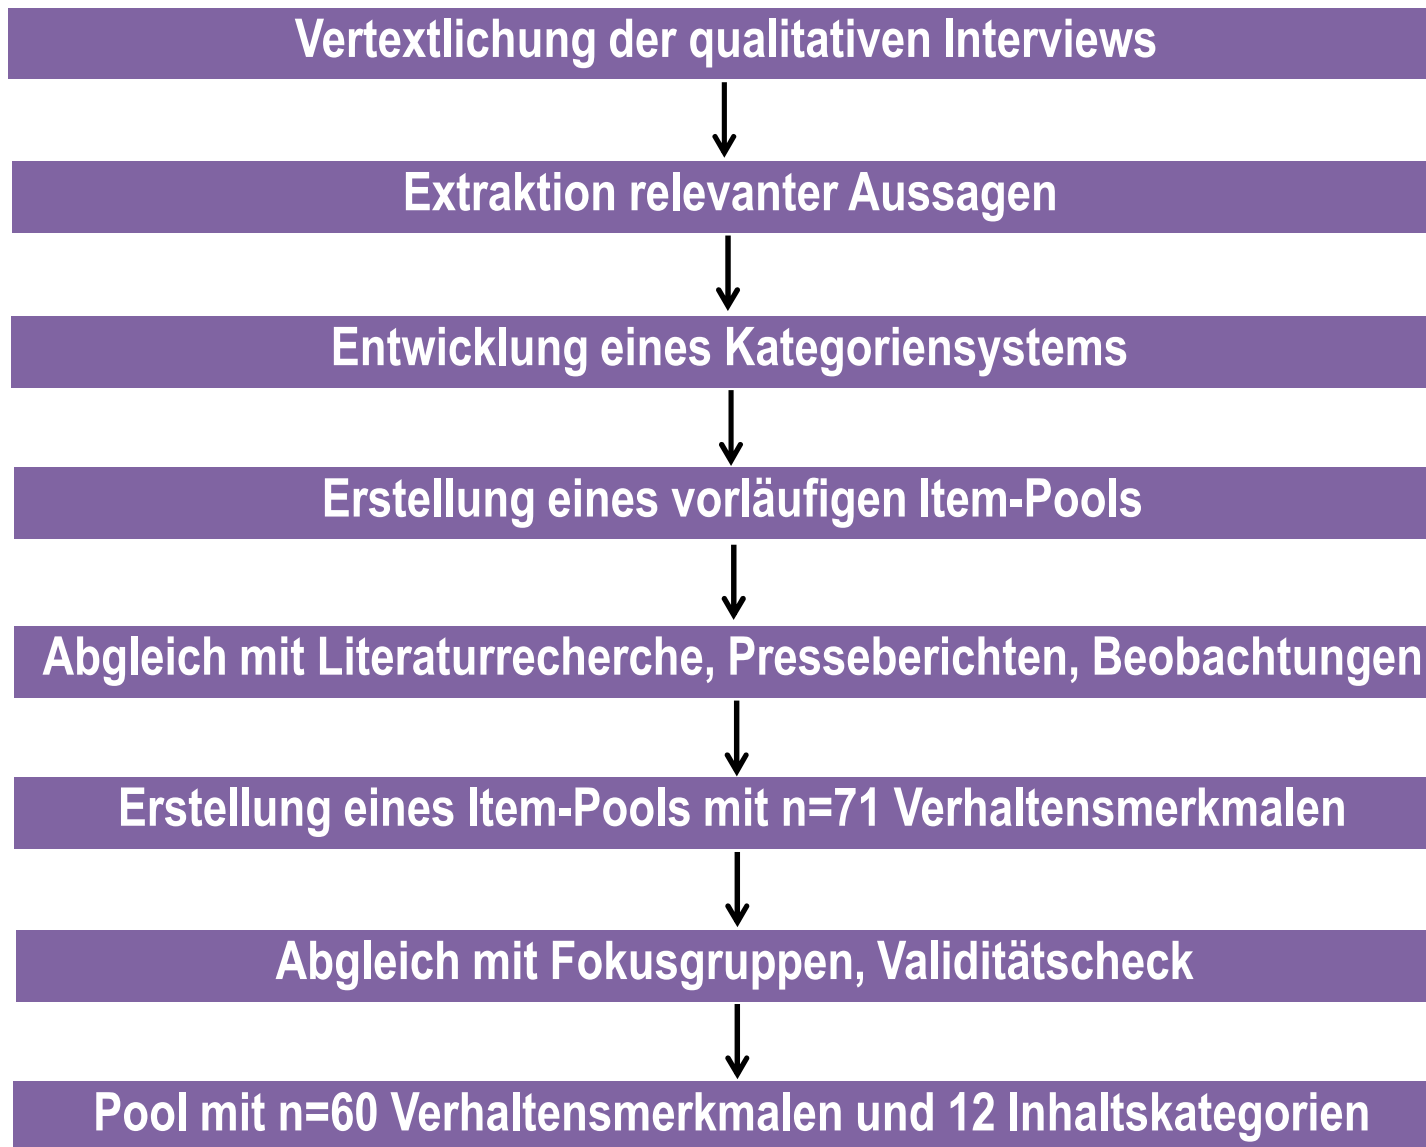 Vertextlichung der qualitativen Interviews
Extraktion relevanter Aussagen
Entwicklung eines Kategoriensystems
Erstellung eines vorläufigen Item-Pools
Abgleich mit Literaturrecherche, Presseberichten, Beobachtungen
Erstellung eines Item-Pools mit n=71 Verhaltensmerkmalen
Abgleich mit Fokusgruppen, Validitätscheck
Pool mit n=60 Verhaltensmerkmalen und 12 Inhaltskategorien